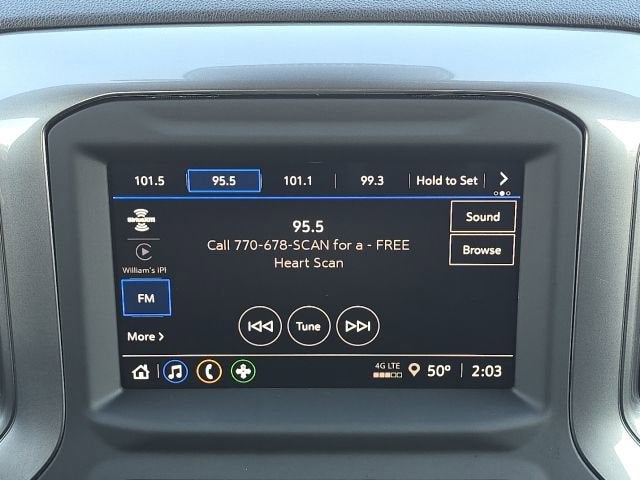 101.5 95.5 101.1 99.3 Hold to Set
SiriusXM
95.5
Sound
Call 770-678-SCAN for a - FREE
Heart Scan
Browse
William's iPl
FM
Tune
More
4G LTE
50° 2:03